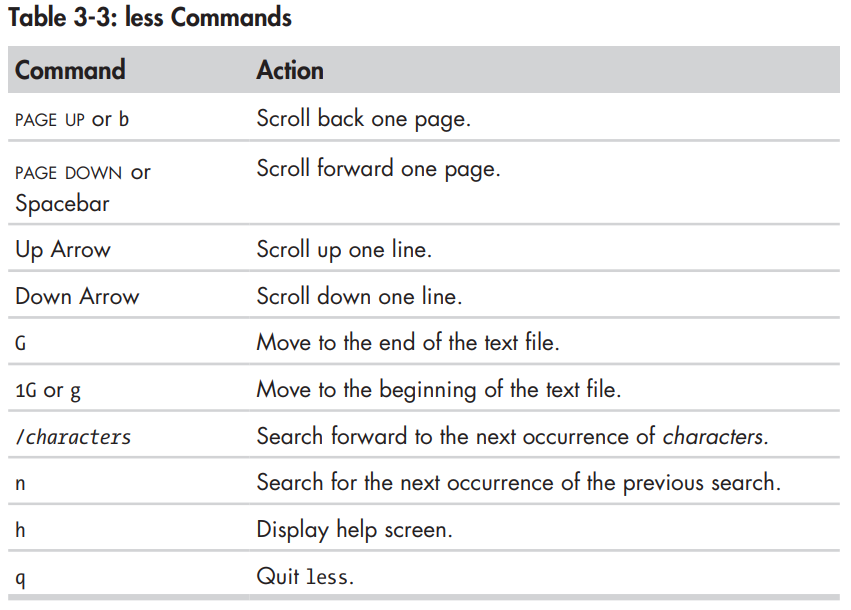 Table 3-3: less Commands
Command Action
PAGE UP or b Scroll back one page.
PAGE DOWN or Scroll forward one page.
Spacebar
Up Arrow Scroll up one line.
Down Arrow Scroll down one line.
G Move to the end of the text file.
1G or g Move to the beginning of the text file.
/characters Search forward to the next occurrence of characters.
n Search for the next occurrence of the previous search.
h Display help screen.
q Quit less.